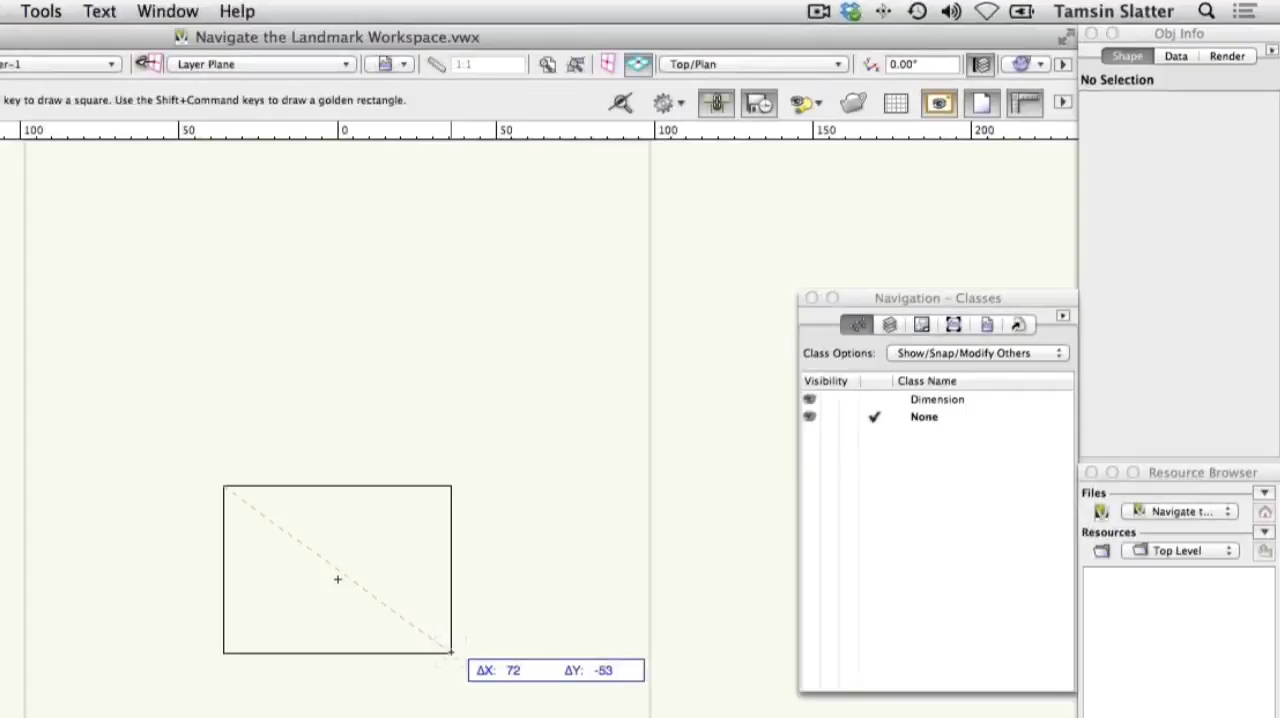 Tools Text Window Help Tamsin Slatter
Navigate the Landmark Workspace.vwx
er-1 Layer Plane 1:1 Top/Plan 0.00°
key to draw a square. Use the Shift+Command keys to draw a golden rectangle.
100 50 0 50 100 150 200
Obj Info
Shape Data Render
No Selection
Navigation – Classes
Class Options: Show/Snap/Modify Others
Visibility Class Name
Dimension
None
ΔX: 72 ΔY: -53
Resource Browser
Files
Navigate t...
Resources
Top Level